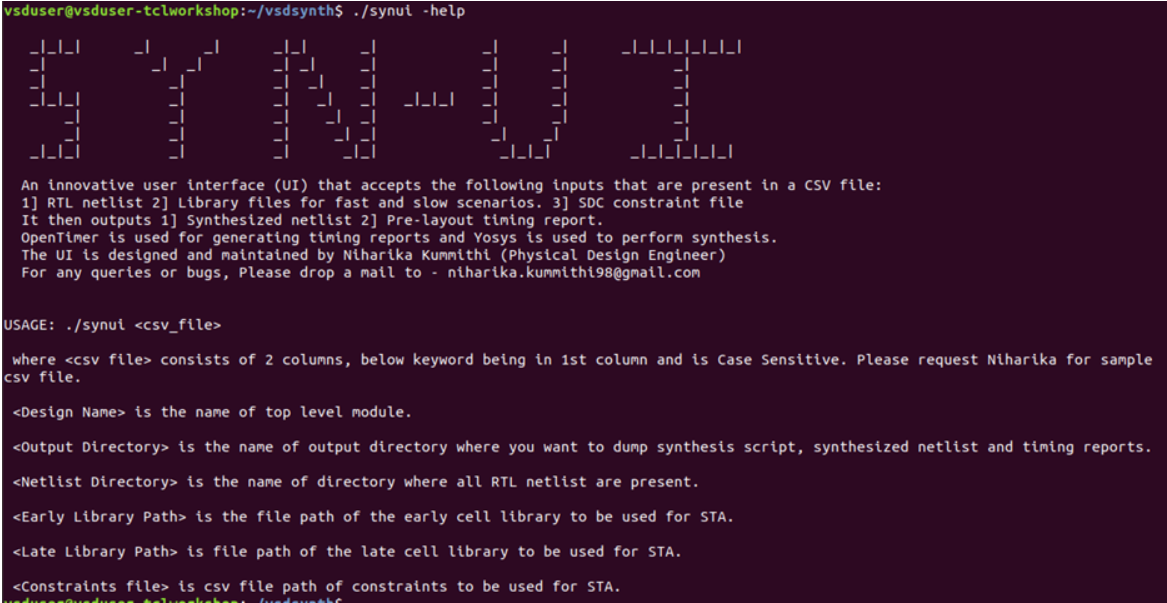 vsduser@vsduser-tclworkshop:~/vsdsynth$ ./synui -help
SYN-UI
An innovative user interface (UI) that accepts the following inputs that are present in a CSV file:
1] RTL netlist 2] Library files for fast and slow scenarios. 3] SDC constraint file
It then outputs 1] Synthesized netlist 2] Pre-layout timing report.
OpenTimer is used for generating timing reports and Yosys is used to perform synthesis.
The UI is designed and maintained by Niharika Kummithi (Physical Design Engineer)
For any queries or bugs, Please drop a mail to - niharika.kummithi98@gmail.com
USAGE: ./synui <csv_file>
where <csv file> consists of 2 columns, below keyword being in 1st column and is Case Sensitive. Please request Niharika for sample
csv file.
<Design Name> is the name of top level module.
<Output Directory> is the name of output directory where you want to dump synthesis script, synthesized netlist and timing reports.
<Netlist Directory> is the name of directory where all RTL netlist are present.
<Early Library Path> is the file path of the early cell library to be used for STA.
<Late Library Path> is file path of the late cell library to be used for STA.
<Constraints file> is csv file path of constraints to be used for STA.
vsduser@vsduser-tclworkshop:~/vsdsynth$